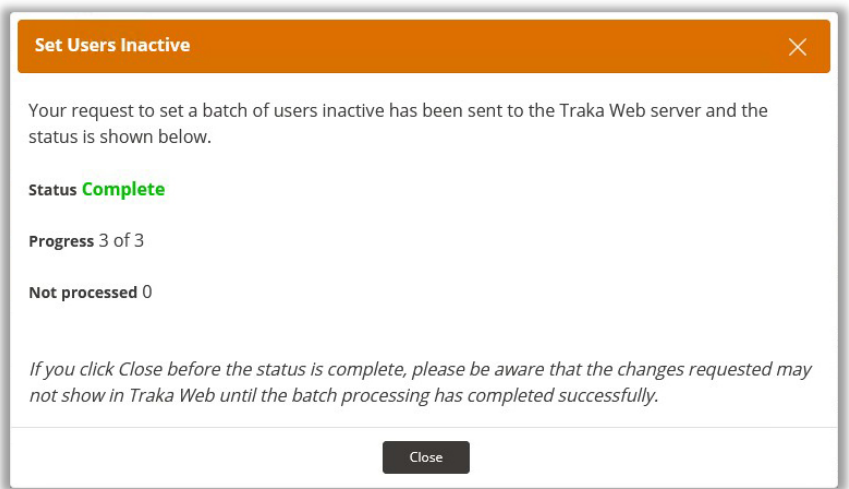 Set Users Inactive
Your request to set a batch of users inactive has been sent to the Traka Web server and the
status is shown below.
Status Complete
Progress 3 of 3
Not processed 0
If you click Close before the status is complete, please be aware that the changes requested may
not show in Traka Web until the batch processing has completed successfully.
Close